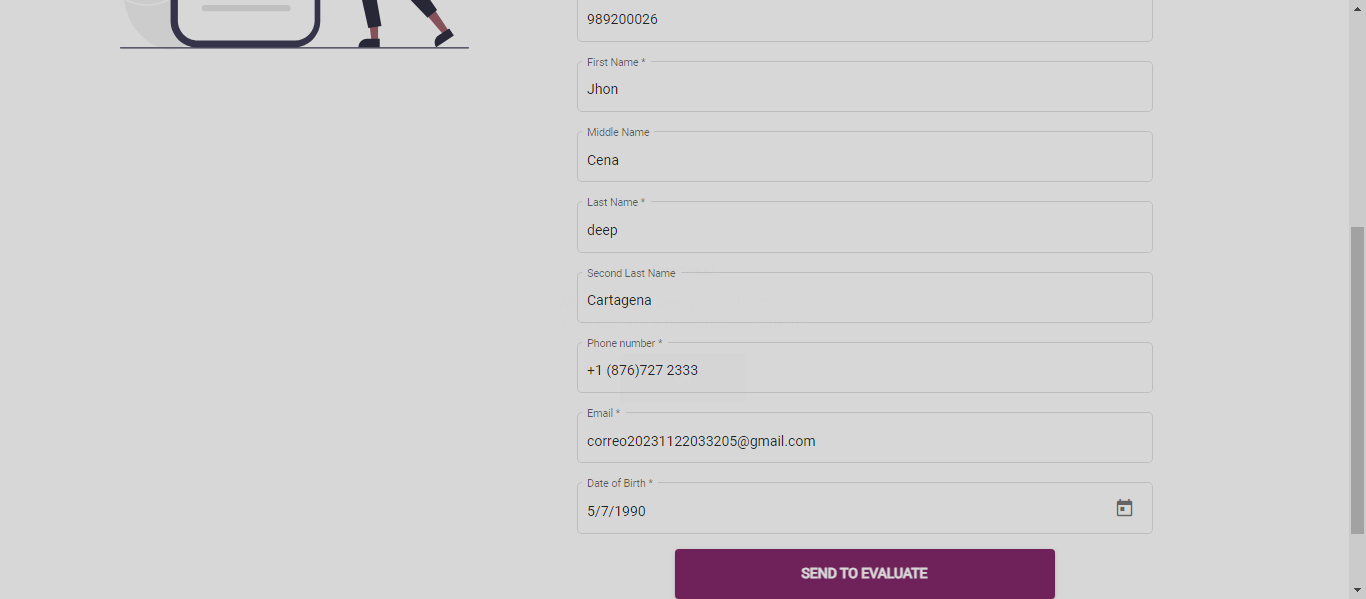 989200026
First Name *
Jhon
Middle Name
Cena
Last Name *
deep
Second Last Name
Cartagena
Phone number *
+1 (876)727 2333
Email *
correo20231122033205@gmail.com
Date of Birth *
5/7/1990
SEND TO EVALUATE